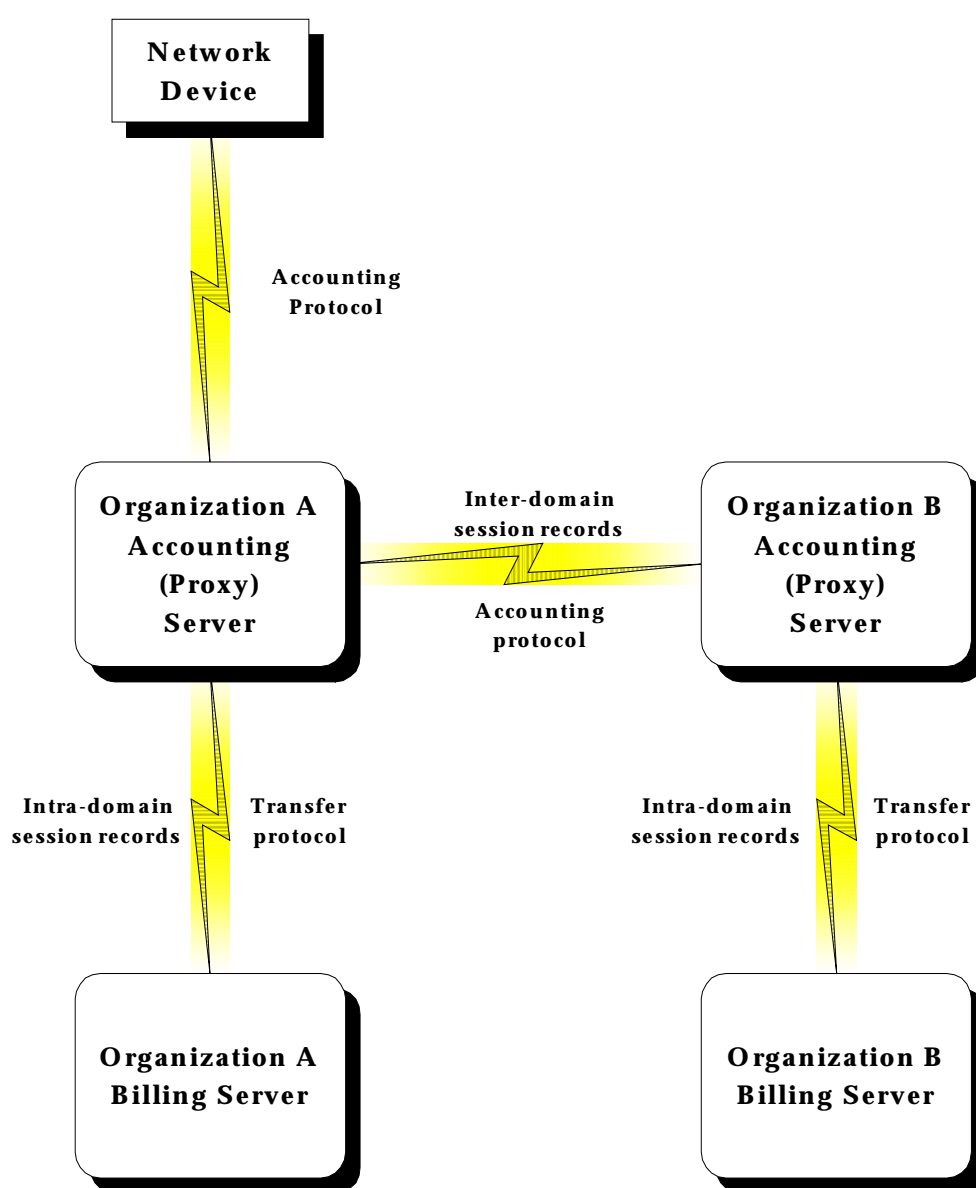 Network
Device
Accounting
Protocol
Organization A
Accounting
(Proxy)
Server
Inter-domain
session records
Accounting
protocol
Organization B
Accounting
(Proxy)
Server
Intra-domain
session records
Transfer
protocol
Intra-domain
session records
Transfer
protocol
Organization A
Billing Server
Organization B
Billing Server